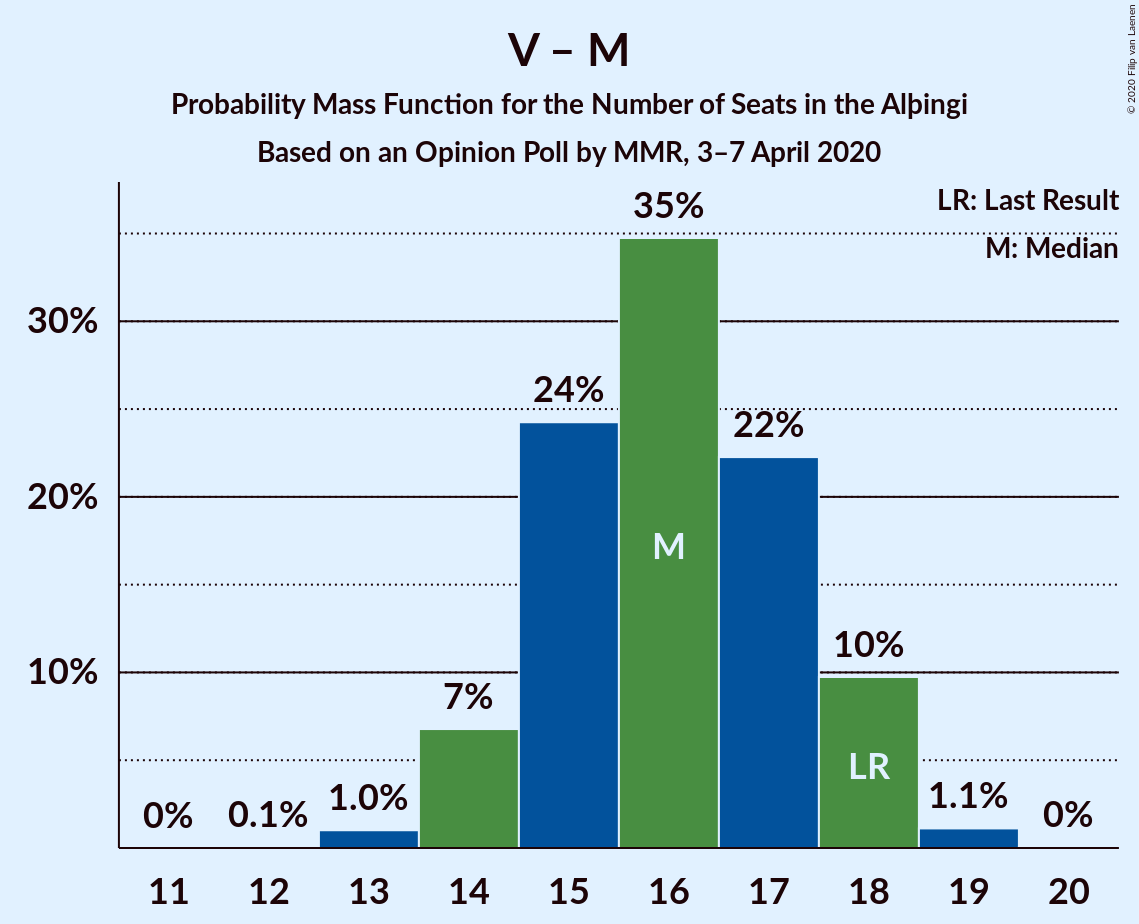 V – M
Probability Mass Function for the Number of Seats in the Alþingi
Based on an Opinion Poll by MMR, 3–7 April 2020
© 2020 Filip van Laenen
LR: Last Result
M: Median
35%
30%
24%
22%
20%
M
10%
10%
7%
LR
0%
0.1%
1.0%
1.1%
0%
11 12 13 14 15 16 17 18 19 20